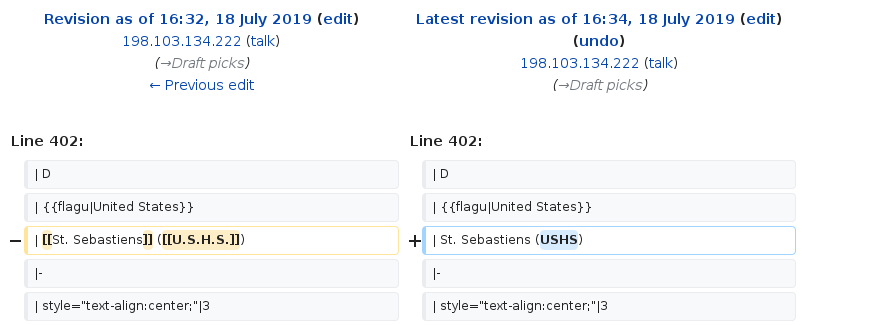 Revision as of 16:32, 18 July 2019 (edit)
198.103.134.222 (talk)
(→Draft picks)
← Previous edit
Latest revision as of 16:34, 18 July 2019 (edit)
(undo)
198.103.134.222 (talk)
(→Draft picks)
Line 402:
Line 402:
| D
| D
| {{flagu|United States}}
| {{flagu|United States}}
− | [[St. Sebastiens]] ([[U.S.H.S.]])
+ | St. Sebastiens (USHS)
|-
|-
| style="text-align:center;"|3
| style="text-align:center;"|3